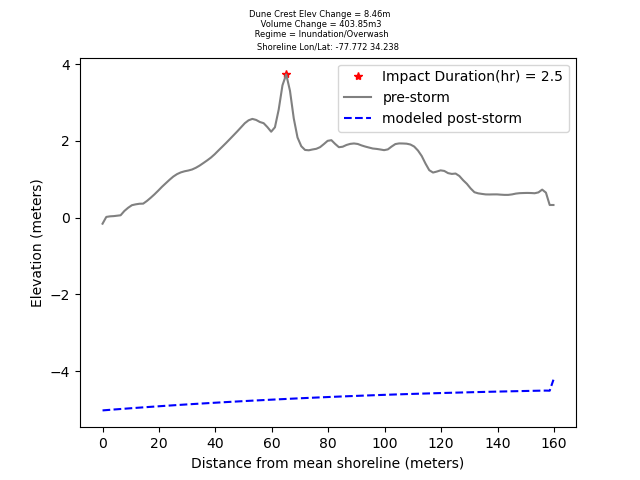 Dune Crest Elev Change = 8.46m
Volume Change = 403.85m3
Regime = Inundation/Overwash
Shoreline Lon/Lat: -77.772 34.238
Impact Duration(hr) = 2.5
pre-storm
modeled post-storm
4
2
0
−2
−4
Elevation (meters)
0 20 40 60 80 100 120 140 160
Distance from mean shoreline (meters)